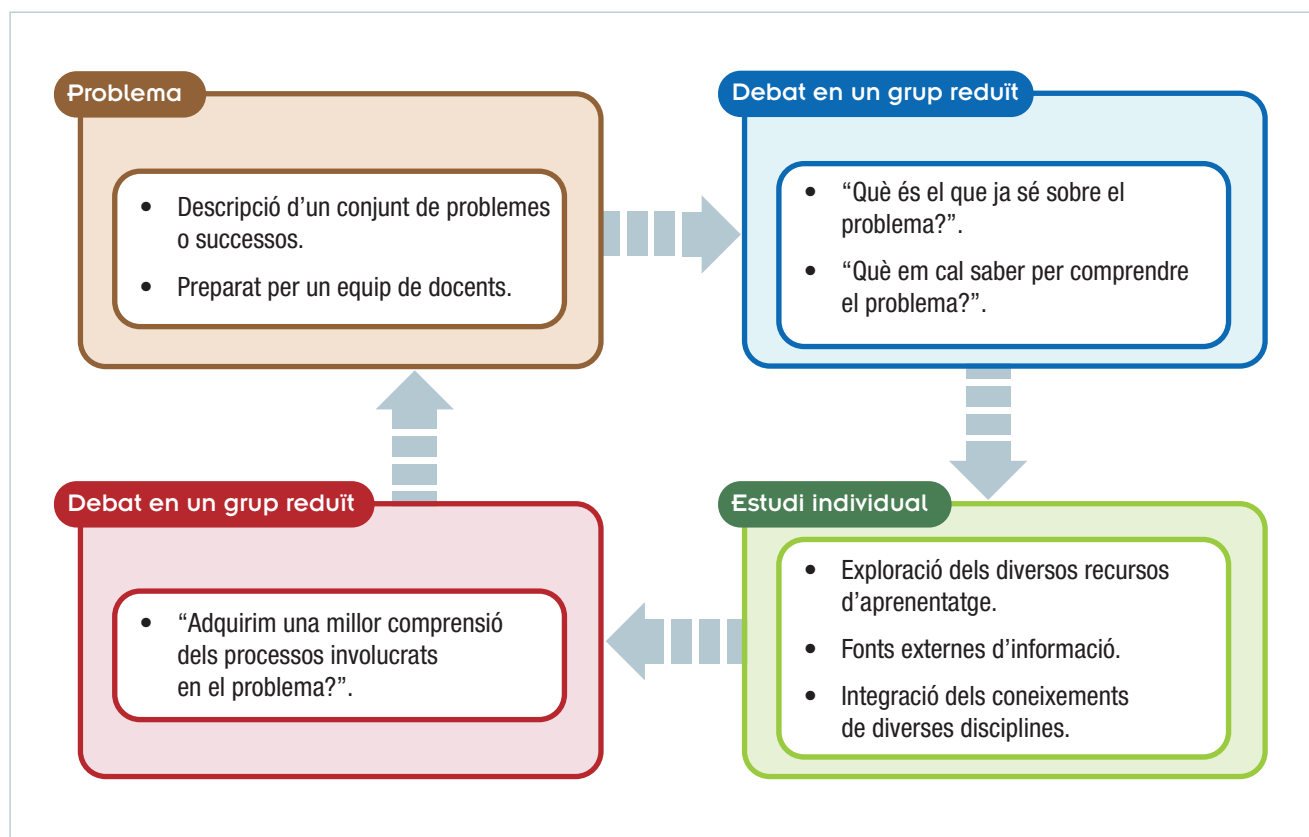 Problema
• Descripció d’un conjunt de problemes
o successos.
• Preparat per un equip de docents.
Debat en un grup reduït
• “Què és el que ja sé sobre el
problema?”.
• “Què em cal saber per comprendre
el problema?”.
Estudi individual
• Exploració dels diversos recursos
d’aprenentatge.
• Fonts externes d’informació.
• Integració dels coneixements
de diverses disciplines.
Debat en un grup reduït
• “Adquirim una millor comprensió
dels processos involucrats
en el problema?”.